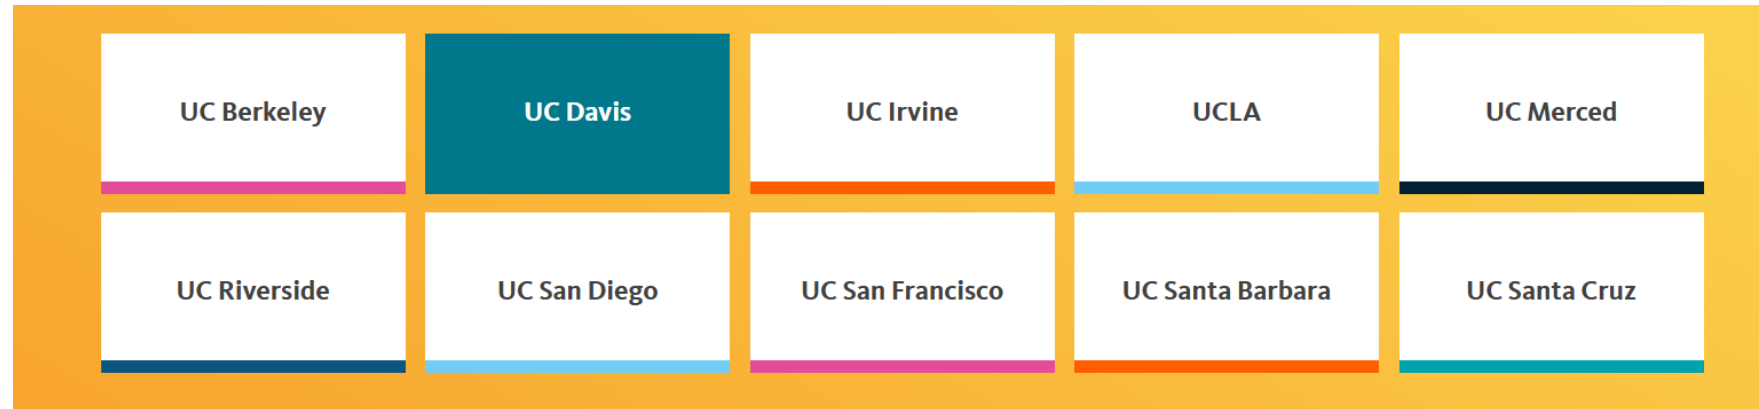 UC Berkeley
UC Davis
UC Irvine
UCLA
UC Merced
UC Riverside
UC San Diego
UC San Francisco
UC Santa Barbara
UC Santa Cruz